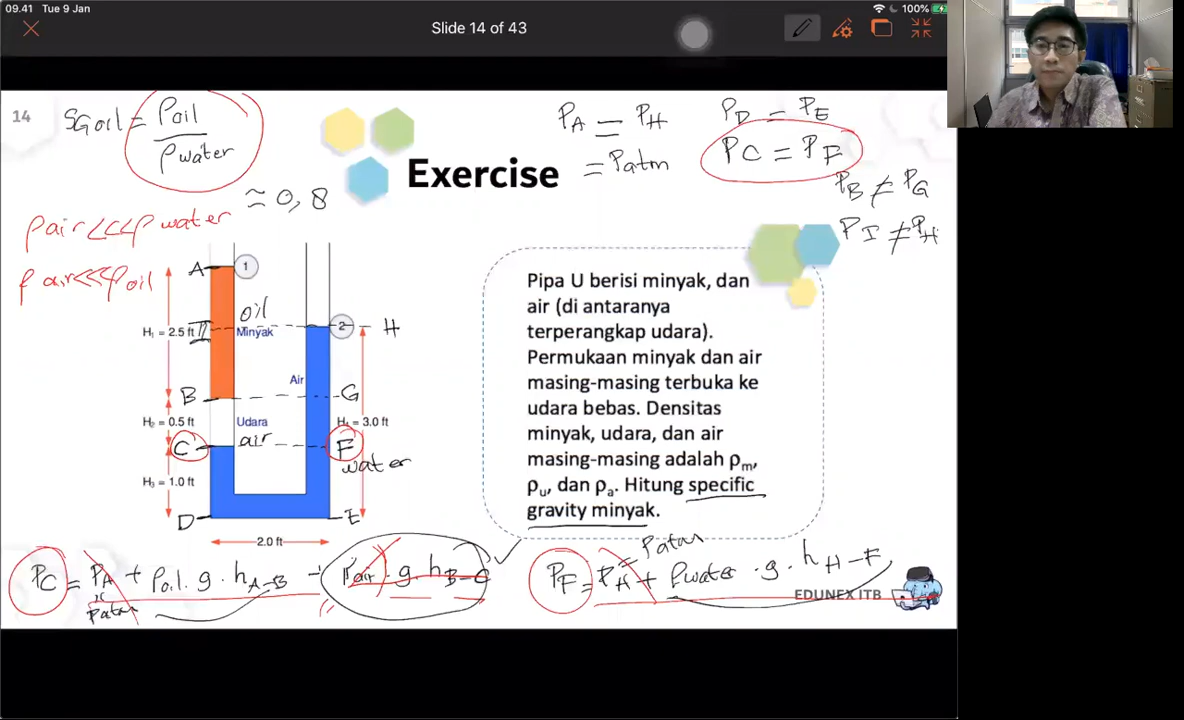 09.41 Tue 9 Jan
100%
Slide 14 of 43
14
SGoil = ρoil / ρwater
≈ 0,8
ρair <<< ρwater
ρair << ρoil
Exercise
PA = PH
= Patm
PD = PE
PC = PF
PB ≠ PG
PI ≠ PH
A
1
oil
Minyak
I
H₁ = 2.5 ft
2
H
Air
B
G
H₂ = 0.5 ft
Udara
air
H₄ = 3.0 ft
C
F
water
H₃ = 1.0 ft
D
E
2.0 ft
Pipa U berisi minyak, dan
air (di antaranya
terperangkap udara).
Permukaan minyak dan air
masing-masing terbuka ke
udara bebas. Densitas
minyak, udara, dan air
masing-masing adalah ρm,
ρu, dan ρa. Hitung specific
gravity minyak.
PC = PA + ρoil . g . hA-B + ρair . g . hB-C
= Patm
PF = PH + ρwater . g . hH-F
= Patm
EDUNEX ITB